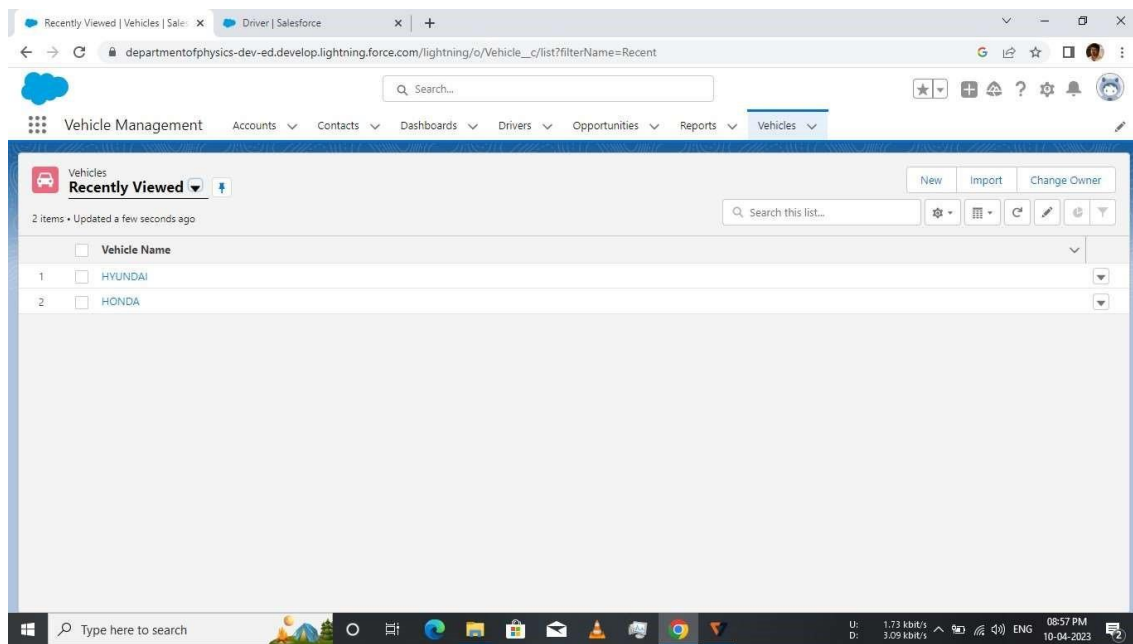 Recently Viewed | Vehicles | Sales
Driver | Salesforce
departmentofphysics-dev-ed.develop.lightning.force.com/lightning/o/Vehicle__c/list?filterName=Recent
Search...
Vehicle Management Accounts Contacts Dashboards Drivers Opportunities Reports Vehicles
Vehicles
Recently Viewed
New Import Change Owner
2 items • Updated a few seconds ago
Search this list...
Vehicle Name
1 HYUNDAI
2 HONDA
Type here to search
U: 1.73 kbit/s
D: 3.09 kbit/s
ENG
08:57 PM
10-04-2023
2